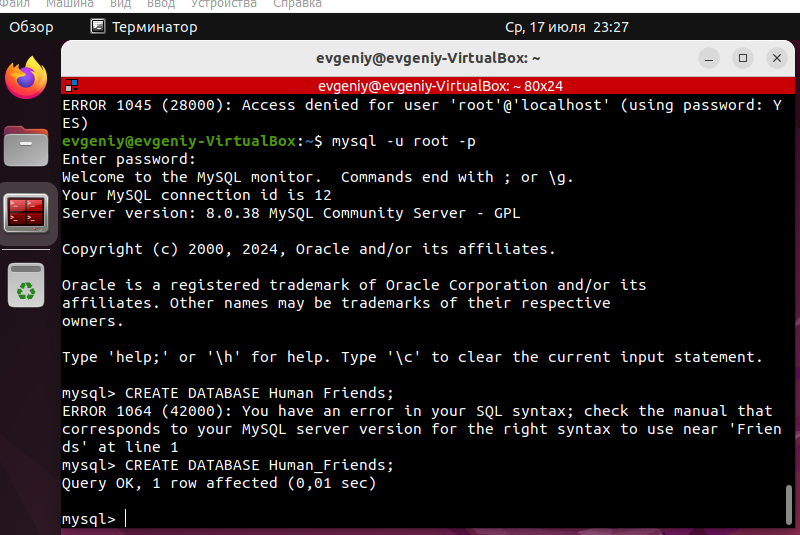 Файл Машина Вид Ввод Устройства Справка
Обзор Терминатор Ср, 17 июля 23:27
evgeniy@evgeniy-VirtualBox: ~
evgeniy@evgeniy-VirtualBox: ~ 80x24
ERROR 1045 (28000): Access denied for user 'root'@'localhost' (using password: Y
ES)
evgeniy@evgeniy-VirtualBox:~$ mysql -u root -p
Enter password:
Welcome to the MySQL monitor.  Commands end with ; or \g.
Your MySQL connection id is 12
Server version: 8.0.38 MySQL Community Server - GPL
Copyright (c) 2000, 2024, Oracle and/or its affiliates.
Oracle is a registered trademark of Oracle Corporation and/or its
affiliates. Other names may be trademarks of their respective
owners.
Type 'help;' or '\h' for help. Type '\c' to clear the current input statement.
mysql> CREATE DATABASE Human Friends;
ERROR 1064 (42000): You have an error in your SQL syntax; check the manual that
corresponds to your MySQL server version for the right syntax to use near 'Frien
ds' at line 1
mysql> CREATE DATABASE Human_Friends;
Query OK, 1 row affected (0,01 sec)
mysql>